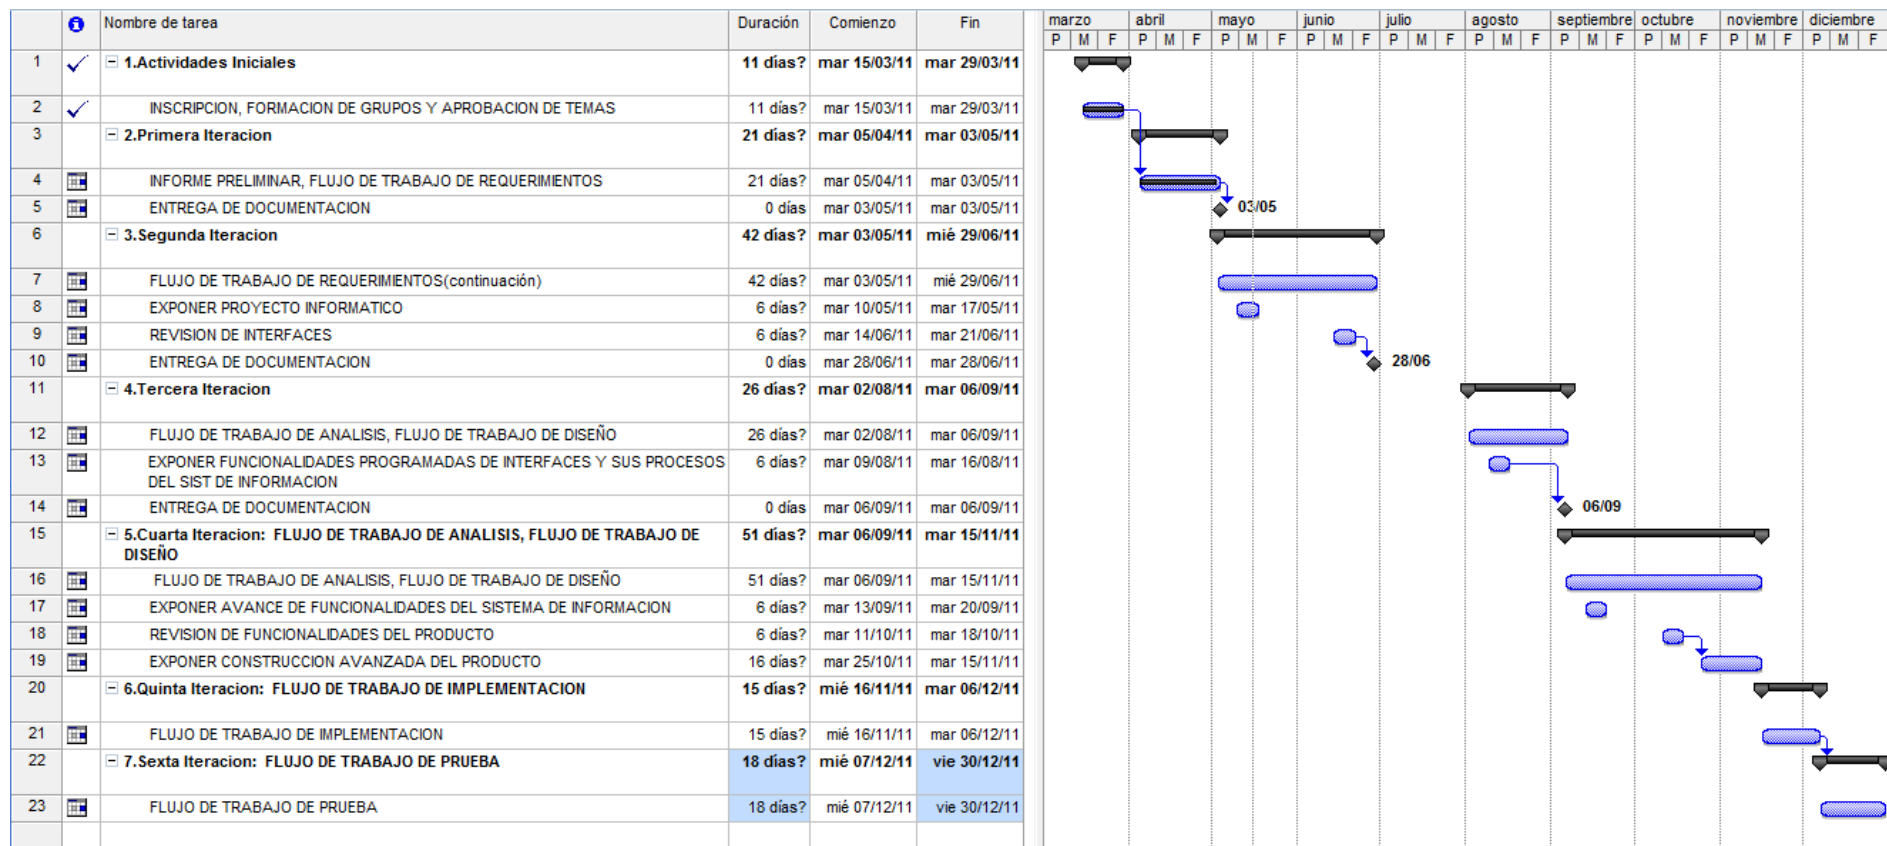 Nombre de tarea Duración Comienzo Fin marzo abril mayo junio julio agosto septiembre octubre noviembre diciembre
P M F P M F P M F P M F P M F P M F P M F P M F P M F P M F
1 1.Actividades Iniciales 11 días? mar 15/03/11 mar 29/03/11
2 INSCRIPCION, FORMACION DE GRUPOS Y APROBACION DE TEMAS 11 días? mar 15/03/11 mar 29/03/11
3 2.Primera Iteracion 21 días? mar 05/04/11 mar 03/05/11
4 INFORME PRELIMINAR, FLUJO DE TRABAJO DE REQUERIMIENTOS 21 días? mar 05/04/11 mar 03/05/11
5 ENTREGA DE DOCUMENTACION 0 días mar 03/05/11 mar 03/05/11 03/05
6 3.Segunda Iteracion 42 días? mar 03/05/11 mié 29/06/11
7 FLUJO DE TRABAJO DE REQUERIMIENTOS(continuación) 42 días? mar 03/05/11 mié 29/06/11
8 EXPONER PROYECTO INFORMATICO 6 días? mar 10/05/11 mar 17/05/11
9 REVISION DE INTERFACES 6 días? mar 14/06/11 mar 21/06/11
10 ENTREGA DE DOCUMENTACION 0 días mar 28/06/11 mar 28/06/11 28/06
11 4.Tercera Iteracion 26 días? mar 02/08/11 mar 06/09/11
12 FLUJO DE TRABAJO DE ANALISIS, FLUJO DE TRABAJO DE DISEÑO 26 días? mar 02/08/11 mar 06/09/11
13 EXPONER FUNCIONALIDADES PROGRAMADAS DE INTERFACES Y SUS PROCESOS 6 días? mar 09/08/11 mar 16/08/11
DEL SIST DE INFORMACION
14 ENTREGA DE DOCUMENTACION 0 días mar 06/09/11 mar 06/09/11 06/09
15 5.Cuarta Iteracion: FLUJO DE TRABAJO DE ANALISIS, FLUJO DE TRABAJO DE 51 días? mar 06/09/11 mar 15/11/11
DISEÑO
16 FLUJO DE TRABAJO DE ANALISIS, FLUJO DE TRABAJO DE DISEÑO 51 días? mar 06/09/11 mar 15/11/11
17 EXPONER AVANCE DE FUNCIONALIDADES DEL SISTEMA DE INFORMACION 6 días? mar 13/09/11 mar 20/09/11
18 REVISION DE FUNCIONALIDADES DEL PRODUCTO 6 días? mar 11/10/11 mar 18/10/11
19 EXPONER CONSTRUCCION AVANZADA DEL PRODUCTO 16 días? mar 25/10/11 mar 15/11/11
20 6.Quinta Iteracion: FLUJO DE TRABAJO DE IMPLEMENTACION 15 días? mié 16/11/11 mar 06/12/11
21 FLUJO DE TRABAJO DE IMPLEMENTACION 15 días? mié 16/11/11 mar 06/12/11
22 7.Sexta Iteracion: FLUJO DE TRABAJO DE PRUEBA 18 días? mié 07/12/11 vie 30/12/11
23 FLUJO DE TRABAJO DE PRUEBA 18 días? mié 07/12/11 vie 30/12/11